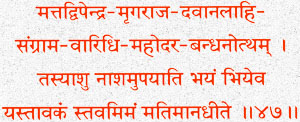 मत्तद्विपेन्द्र-मृगराज-दवानलाहि-
संग्राम-वारिधि-महोदर-बन्धनोत्थम् ।
तस्याशु नाशमुपयाति भयं भियेव
यस्तावकं स्तवमिमं मतिमानधीते ॥४७॥